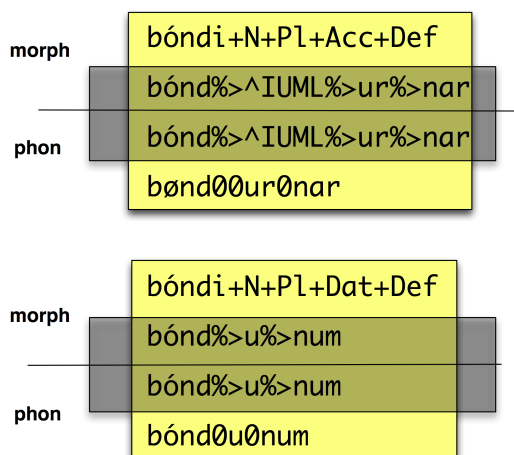 bóndi+N+Pl+Acc+Def
morph
bónd%>^IUML%>ur%>nar
bónd%>^IUML%>ur%>nar
phon
bønd00ur0nar
bóndi+N+Pl+Dat+Def
morph
bónd%>u%>num
bónd%>u%>num
phon
bónd0u0num